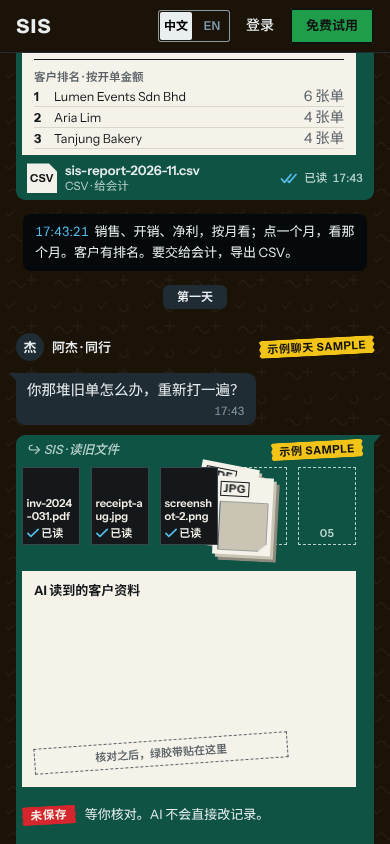 SIS 中文 EN 登录 免费试用
客户排名·按开单金额
1 Lumen Events Sdn Bhd 6 张单
2 Aria Lim 4 张单
3 Tanjung Bakery 4 张单
CSV sis-report-2026-11.csv
CSV·给会计 已读 17:43
17:43:21 销售、开销、净利，按月看；点一个月，看那
个月。客户有排名。要交给会计，导出 CSV。
第一天
杰 阿杰·同行 示例聊天 SAMPLE
你那堆旧单怎么办，重新打一遍？
17:43
SIS·读旧文件 示例 SAMPLE
inv-2024
-031.pdf
已读
receipt-a
ug.jpg
已读
screensh
ot-2.png
已读
JPG
05
AI 读到的客户资料
核对之后，绿胶带贴在这里
未保存 等你核对。AI 不会直接改记录。